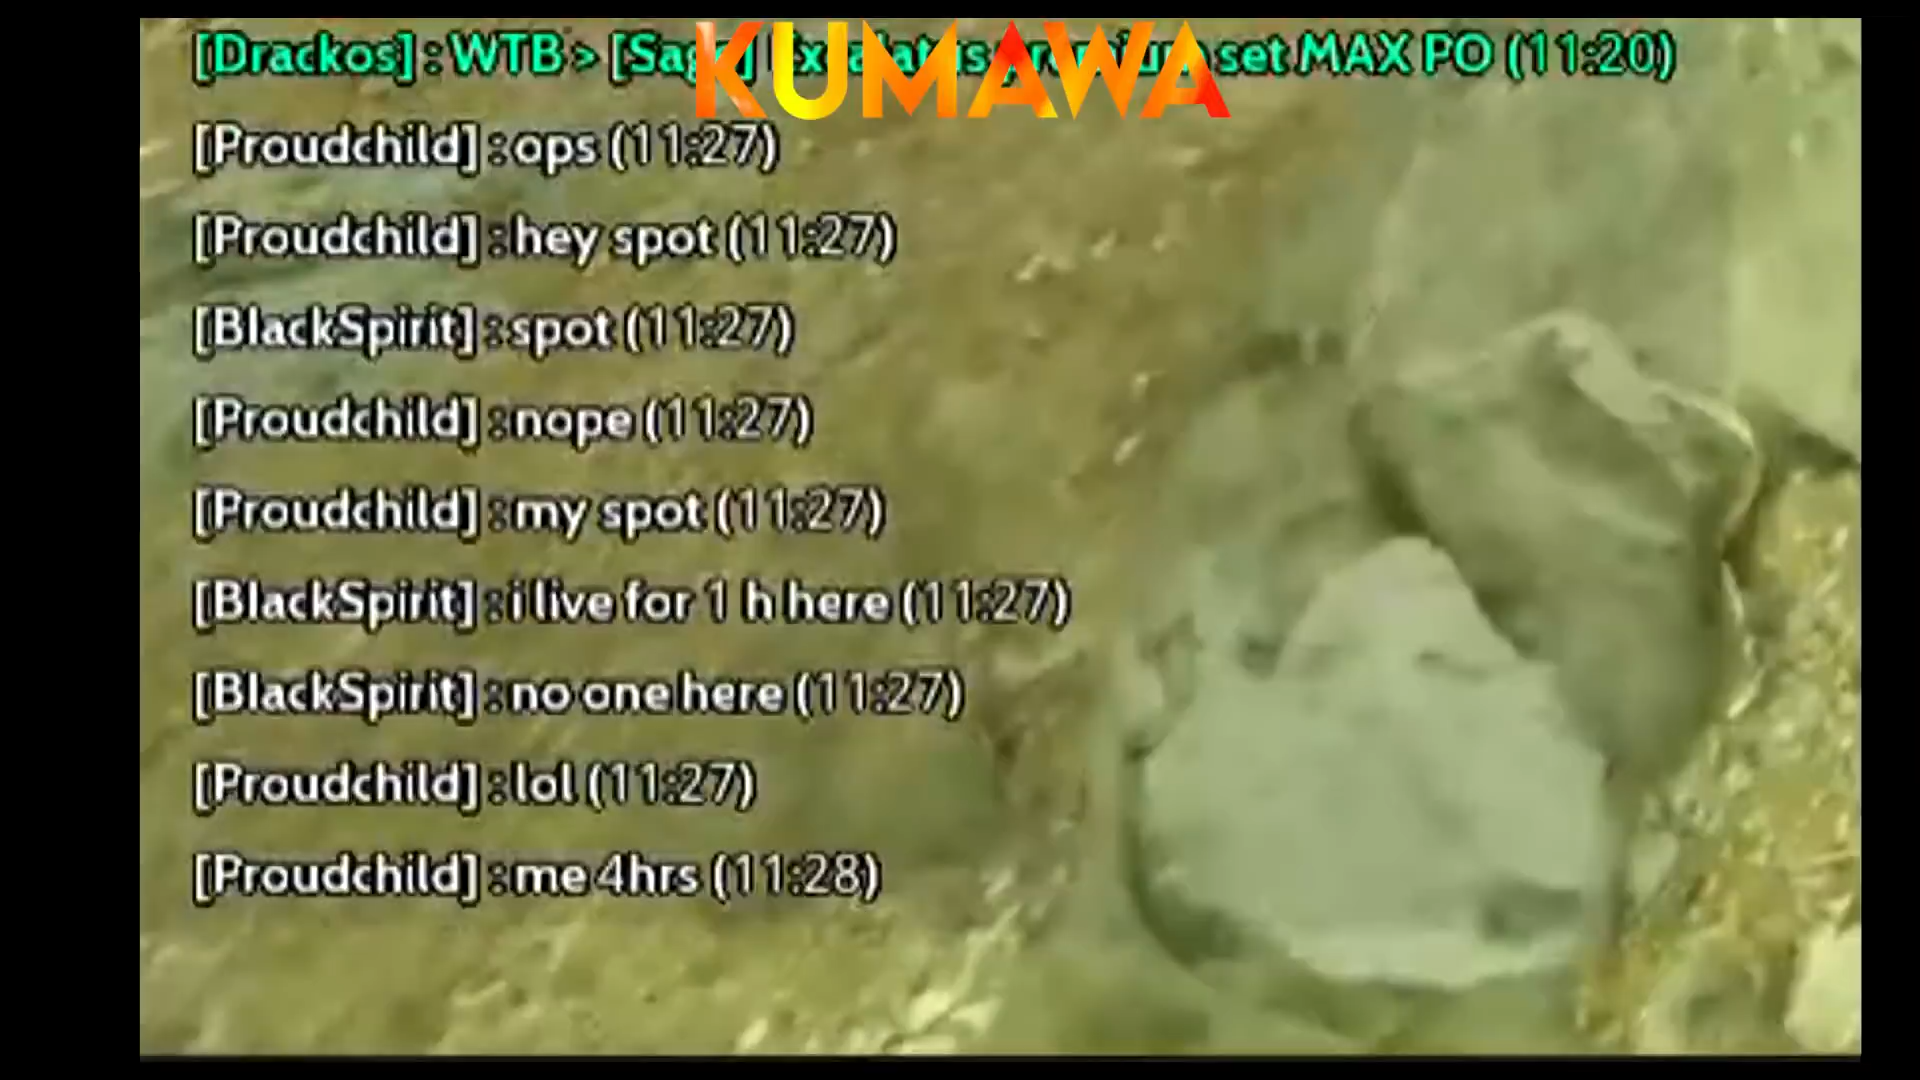 KUMAWA
[Drackos] : WTB > [Sage] set MAX PO (11:20)
[Proudchild] : ops (11:27)
[Proudchild] : hey spot (11:27)
[BlackSpirit] : spot (11:27)
[Proudchild] : nope (11:27)
[Proudchild] : my spot (11:27)
[BlackSpirit] : i live for 1 h here (11:27)
[BlackSpirit] : no one here (11:27)
[Proudchild] : lol (11:27)
[Proudchild] : me 4hrs (11:28)